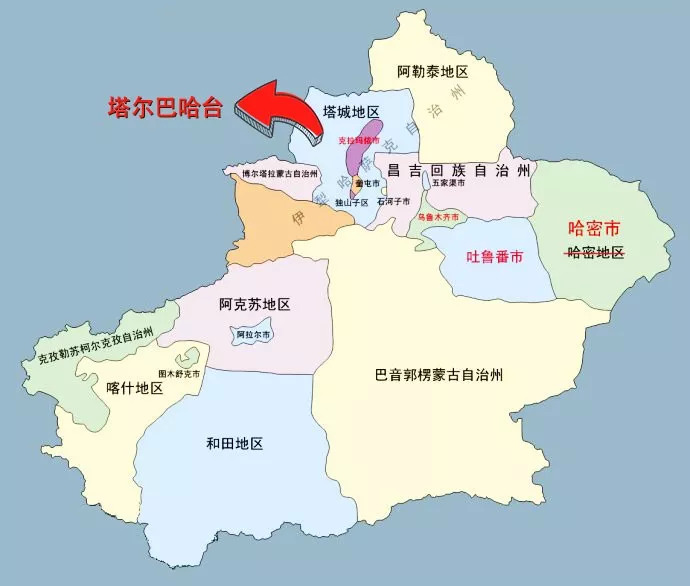 阿勒泰地区
塔尔巴哈台
塔城地区
克拉玛依市
昌吉回族自治州
博尔塔拉蒙古自治州
奎屯市
五家渠市
独山子区
石河子市
伊犁哈萨克自治州
乌鲁木齐市
哈密市
哈密地区
吐鲁番市
阿克苏地区
阿拉尔市
克孜勒苏柯尔克孜自治州
图木舒克市
喀什地区
巴音郭楞蒙古自治州
和田地区